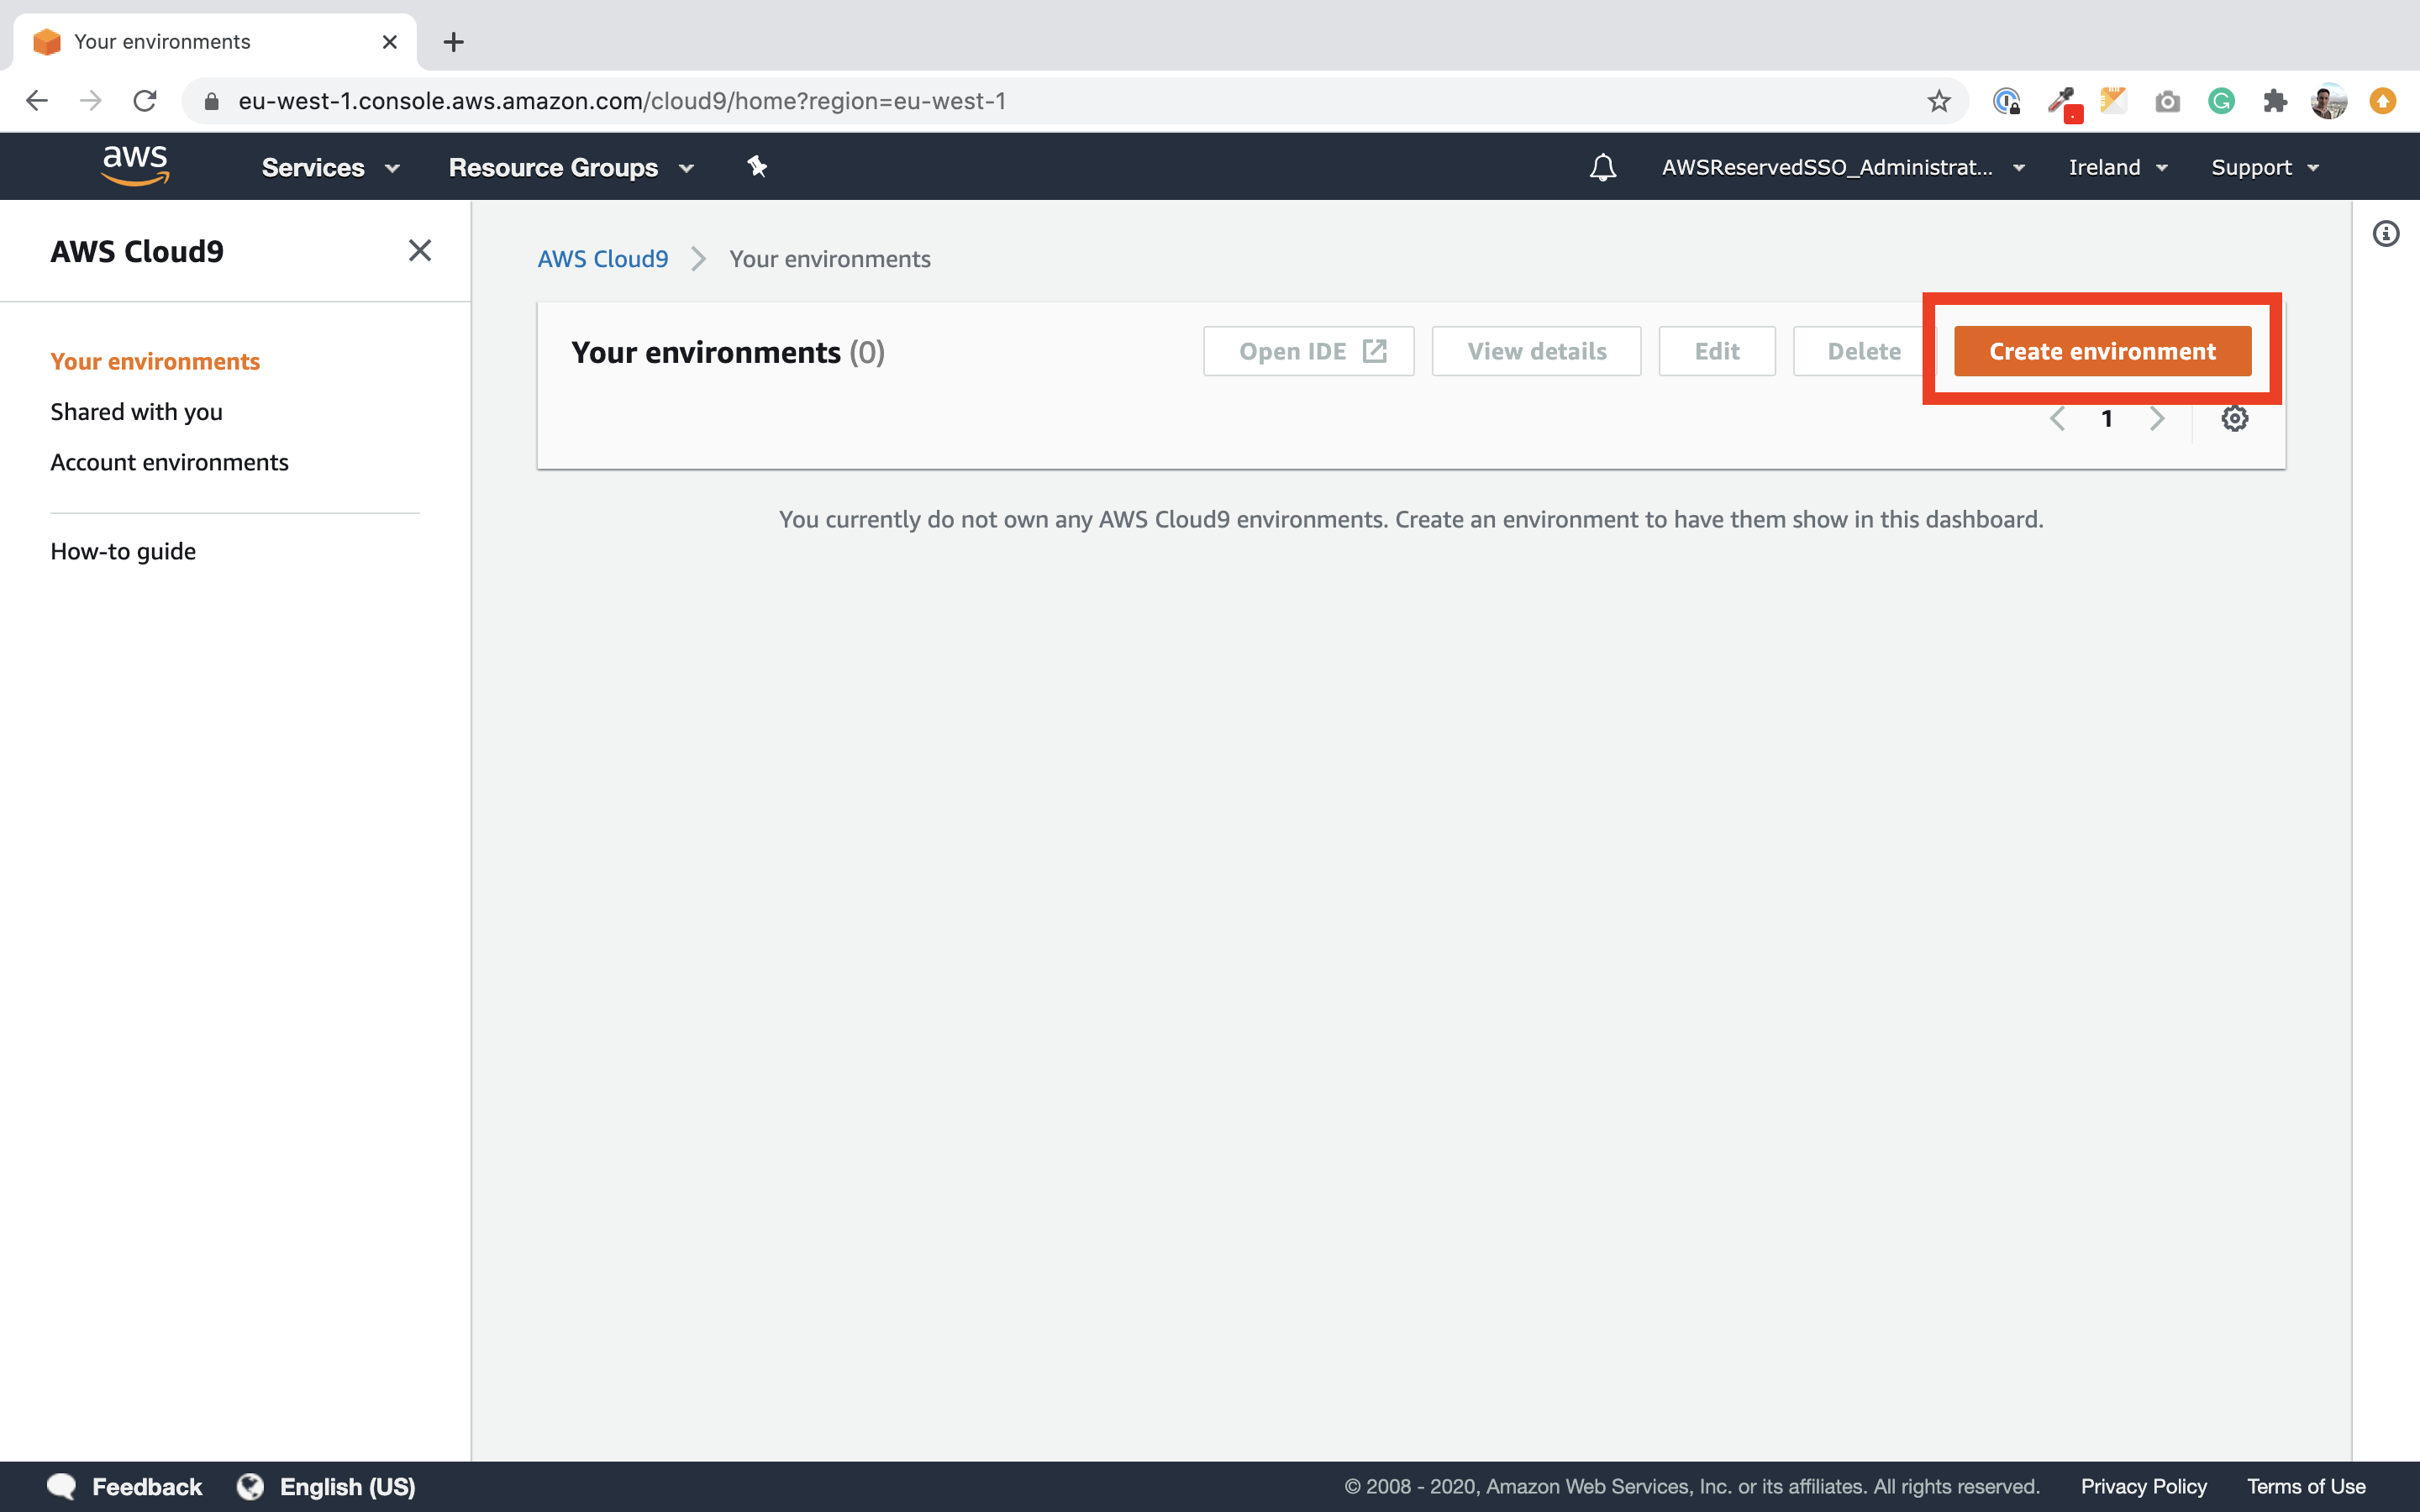 Your environments
eu-west-1.console.aws.amazon.com/cloud9/home?region=eu-west-1
aws Services Resource Groups AWSReservedSSO_Administrat... Ireland Support
AWS Cloud9
Your environments
Shared with you
Account environments
How-to guide
AWS Cloud9 Your environments
Your environments (0) Open IDE View details Edit Delete Create environment
1
You currently do not own any AWS Cloud9 environments. Create an environment to have them show in this dashboard.
Feedback English (US) © 2008 - 2020, Amazon Web Services, Inc. or its affiliates. All rights reserved. Privacy Policy Terms of Use